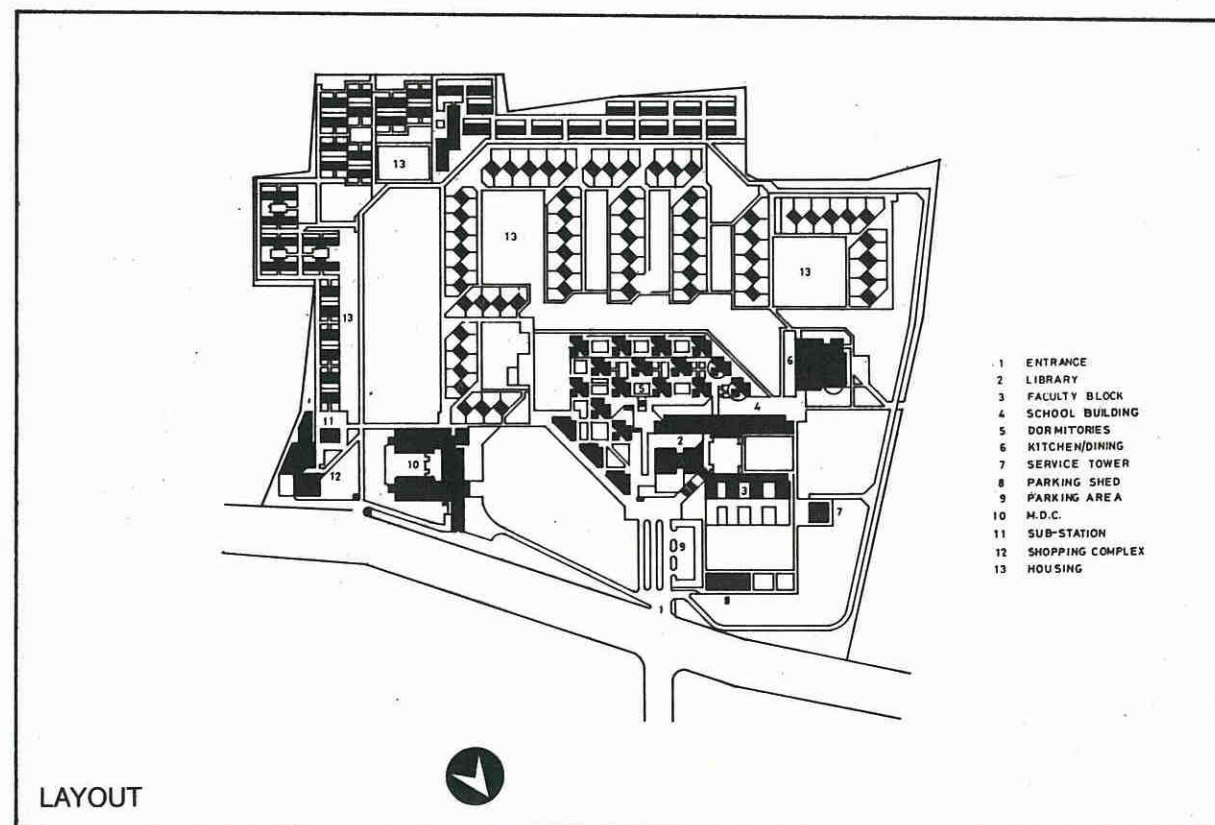 13
13
13
13
6
5
4
11
2
10
12
3
7
9
8
1
1 ENTRANCE
2 LIBRARY
3 FACULTY BLOCK
4 SCHOOL BUILDING
5 DORMITORIES
6 KITCHEN/DINING
7 SERVICE TOWER
8 PARKING SHED
9 PARKING AREA
10 M.D.C.
11 SUB-STATION
12 SHOPPING COMPLEX
13 HOUSING
LAYOUT